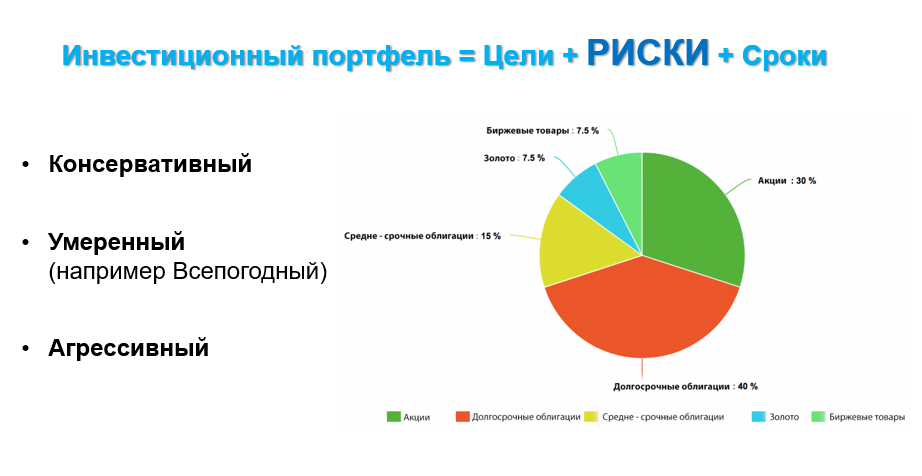 Инвестиционный портфель = Цели + РИСКИ + Сроки
• Консервативный
• Умеренный
(например Всепогодный)
• Агрессивный
Биржевые товары : 7.5 %
Золото : 7.5 %
Акции : 30 %
Средне - срочные облигации : 15 %
Долгосрочные облигации : 40 %
Акции Долгосрочные облигации Средне - срочные облигации Золото Биржевые товары